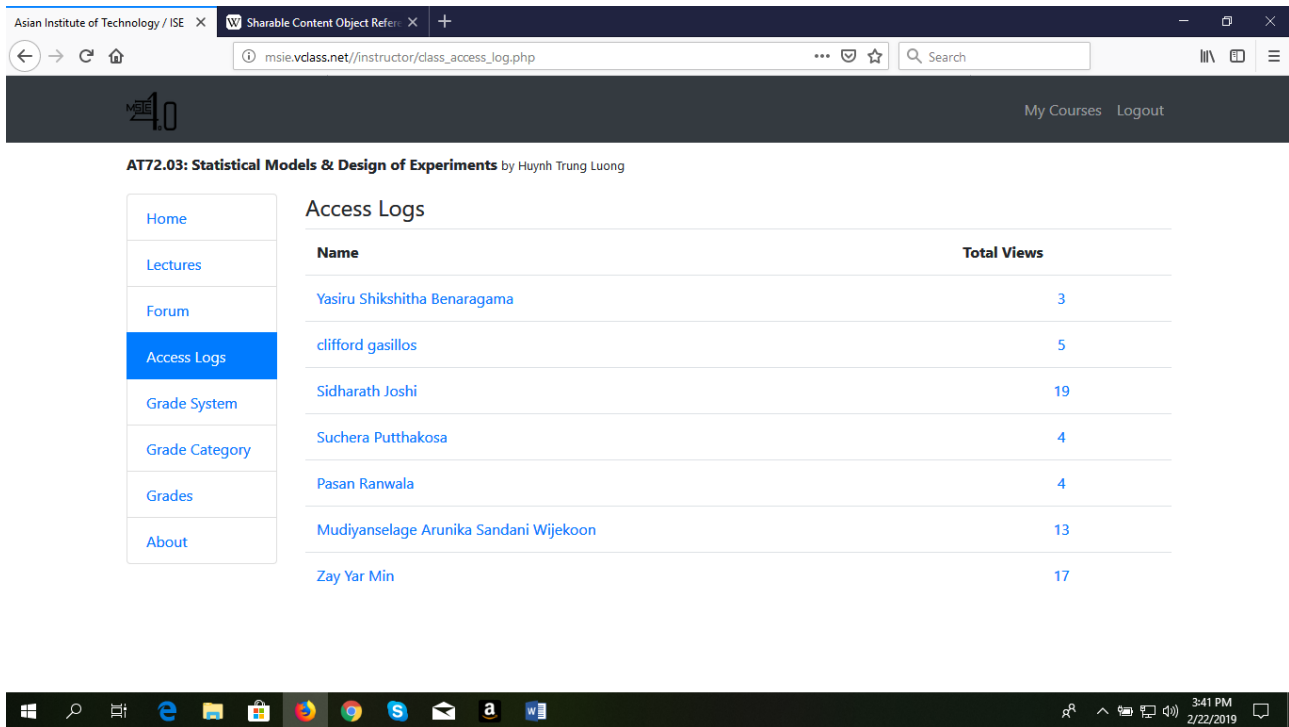 Asian Institute of Technology / ISE
Sharable Content Object Refere
msie.vclass.net//instructor/class_access_log.php
Search
MSIE 4.0
My Courses Logout
AT72.03: Statistical Models & Design of Experiments by Huynh Trung Luong
Home
Lectures
Forum
Access Logs
Grade System
Grade Category
Grades
About
Access Logs
Name Total Views
Yasiru Shikshitha Benaragama 3
clifford gasillos 5
Sidharath Joshi 19
Suchera Putthakosa 4
Pasan Ranwala 4
Mudiyanselage Arunika Sandani Wijekoon 13
Zay Yar Min 17
3:41 PM
2/22/2019